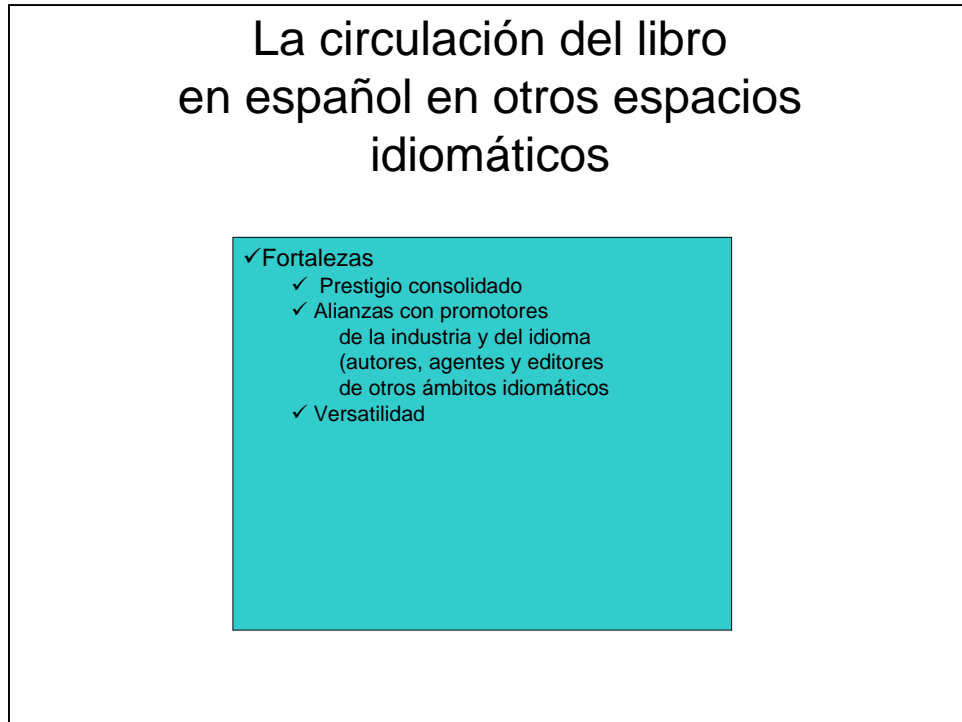 La circulación del libro
en español en otros espacios
idiomáticos
✓Fortalezas
✓ Prestigio consolidado
✓ Alianzas con promotores
de la industria y del idioma
(autores, agentes y editores
de otros ámbitos idiomáticos
✓ Versatilidad